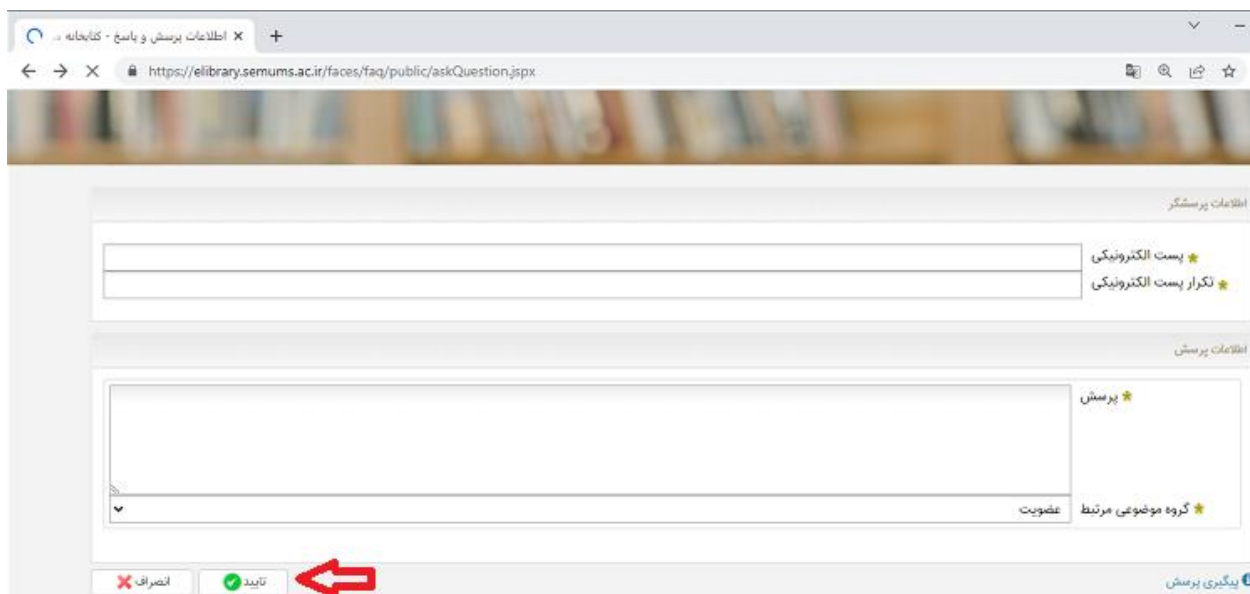 اطلاعات پرسش و پاسخ - کتابخانه
https://elibrary.semums.ac.ir/faces/faq/public/askQuestion.jspx
اطلاعات پرسشگر
پست الکترونیکی
تکرار پست الکترونیکی
اطلاعات پرسش
پرسش
گروه موضوعی مرتبط عضویت
تایید انصراف
پیگیری پرسش